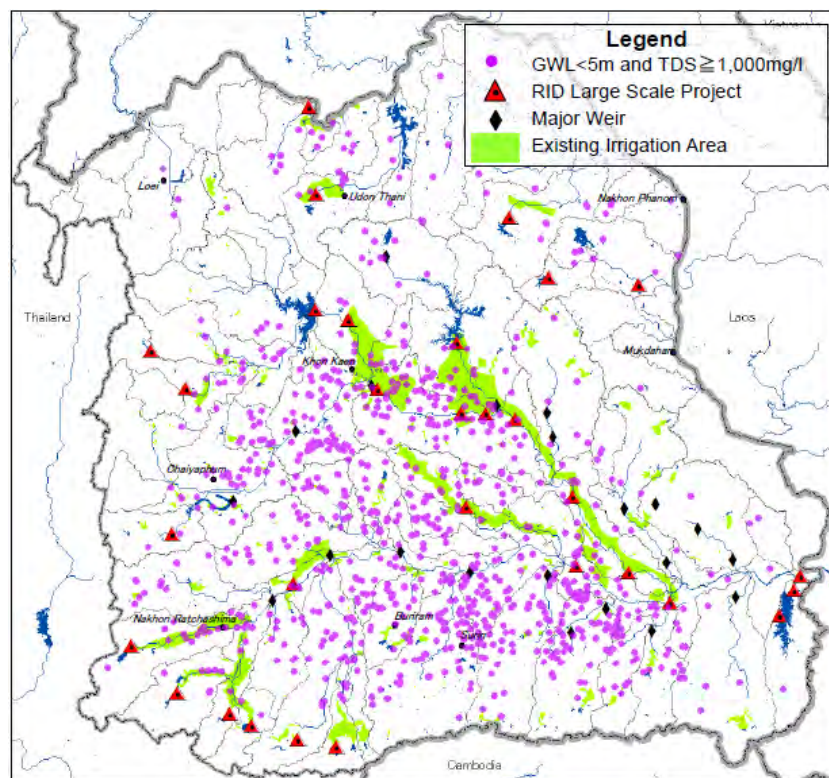 Legend
GWL<5m and TDS≧1,000mg/l
RID Large Scale Project
Major Weir
Existing Irrigation Area
Loei
Udon Thani
Nakhon Phanom
Thailand
Laos
Mukdahan
Khon Kaen
Chaiyaphum
Nakhon Ratchashima
Buriram
Surin
Cambodia